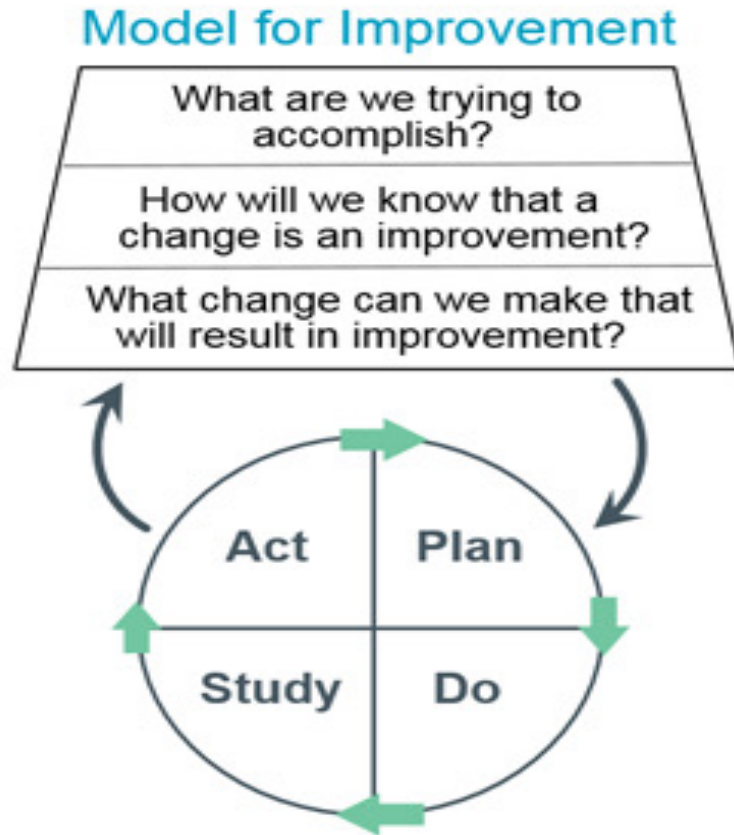 Model for Improvement
What are we trying to
accomplish?
How will we know that a
change is an improvement?
What change can we make that
will result in improvement?
Act
Plan
Study
Do